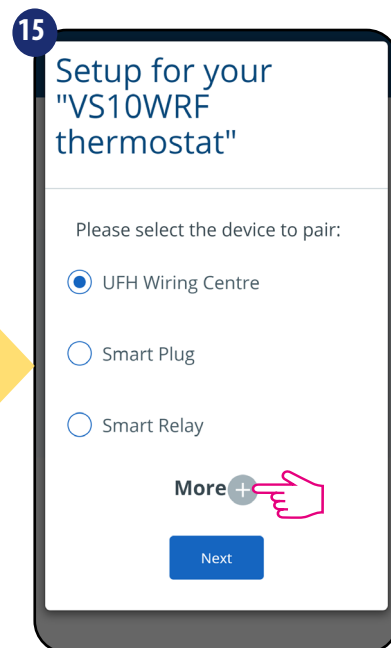 15
Setup for your
"VS10WRF
thermostat"
Please select the device to pair:
UFH Wiring Centre
Smart Plug
Smart Relay
More +
Next